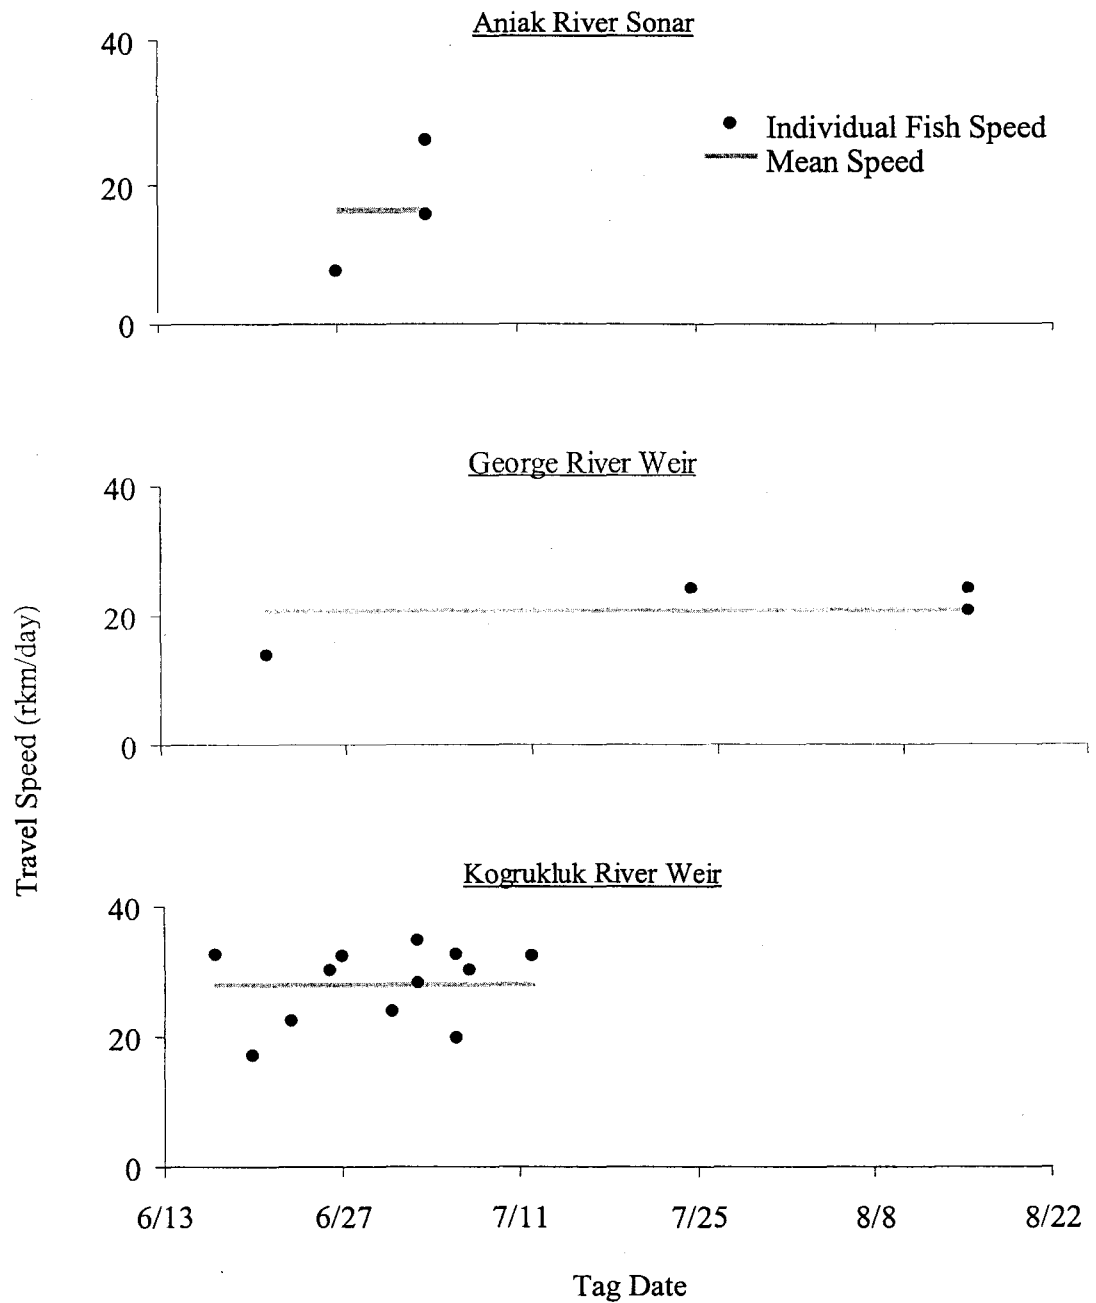 Aniak River Sonar
40
20
0
Individual Fish Speed
Mean Speed
George River Weir
40
20
0
Travel Speed (rkm/day)
Kogrukluk River Weir
40
20
0
6/13 6/27 7/11 7/25 8/8 8/22
Tag Date